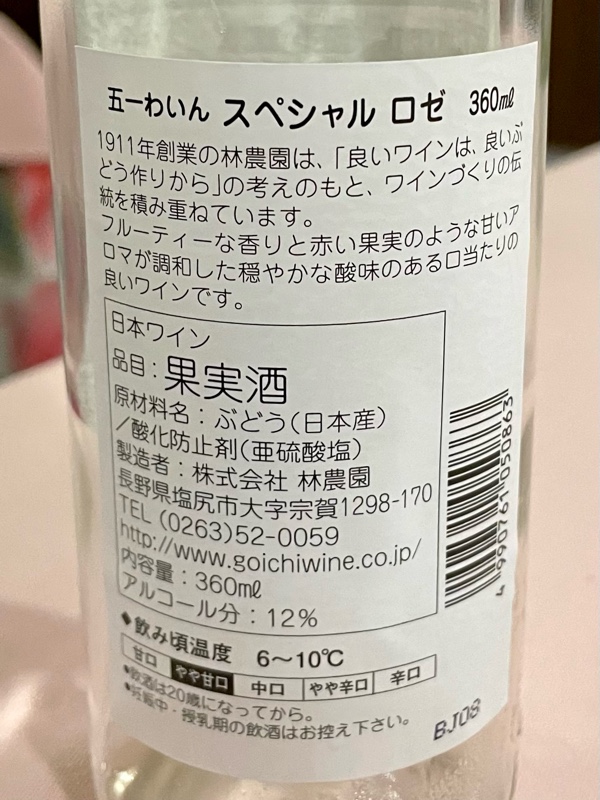 五一わいん スペシャル ロゼ 360㎖
1911年創業の林農園は、「良いワインは、良いぶ
どう作りから」の考えのもと、ワインづくりの伝
統を積み重ねています。
フルーティーな香りと赤い果実のような甘いア
ロマが調和した穏やかな酸味のある口当たりの
良いワインです。
日本ワイン
品目：果実酒
原材料名：ぶどう（日本産）
／酸化防止剤（亜硫酸塩）
製造者：株式会社 林農園
長野県塩尻市大字宗賀1298-170
TEL (0263)52-0059
http://www.goichiwine.co.jp/
内容量：360㎖
アルコール分：12%
4 990761 050863
◆飲み頃温度 6～10℃
甘口 やや甘口 中口 やや辛口 辛口
●飲酒は20歳になってから。
●妊娠中・授乳期の飲酒はお控え下さい。
BJ08